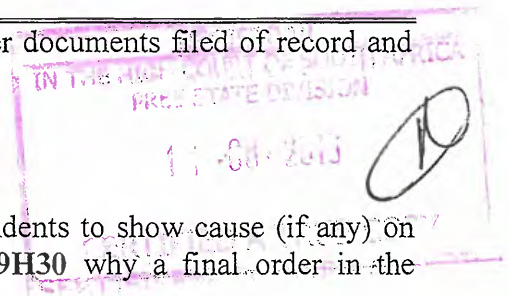 er documents filed of record and
IN THE HIGH COURT OF SOUTH AFRICA
FREE STATE DIVISION
dents to show cause (if any) on
9H30 why a final order in the